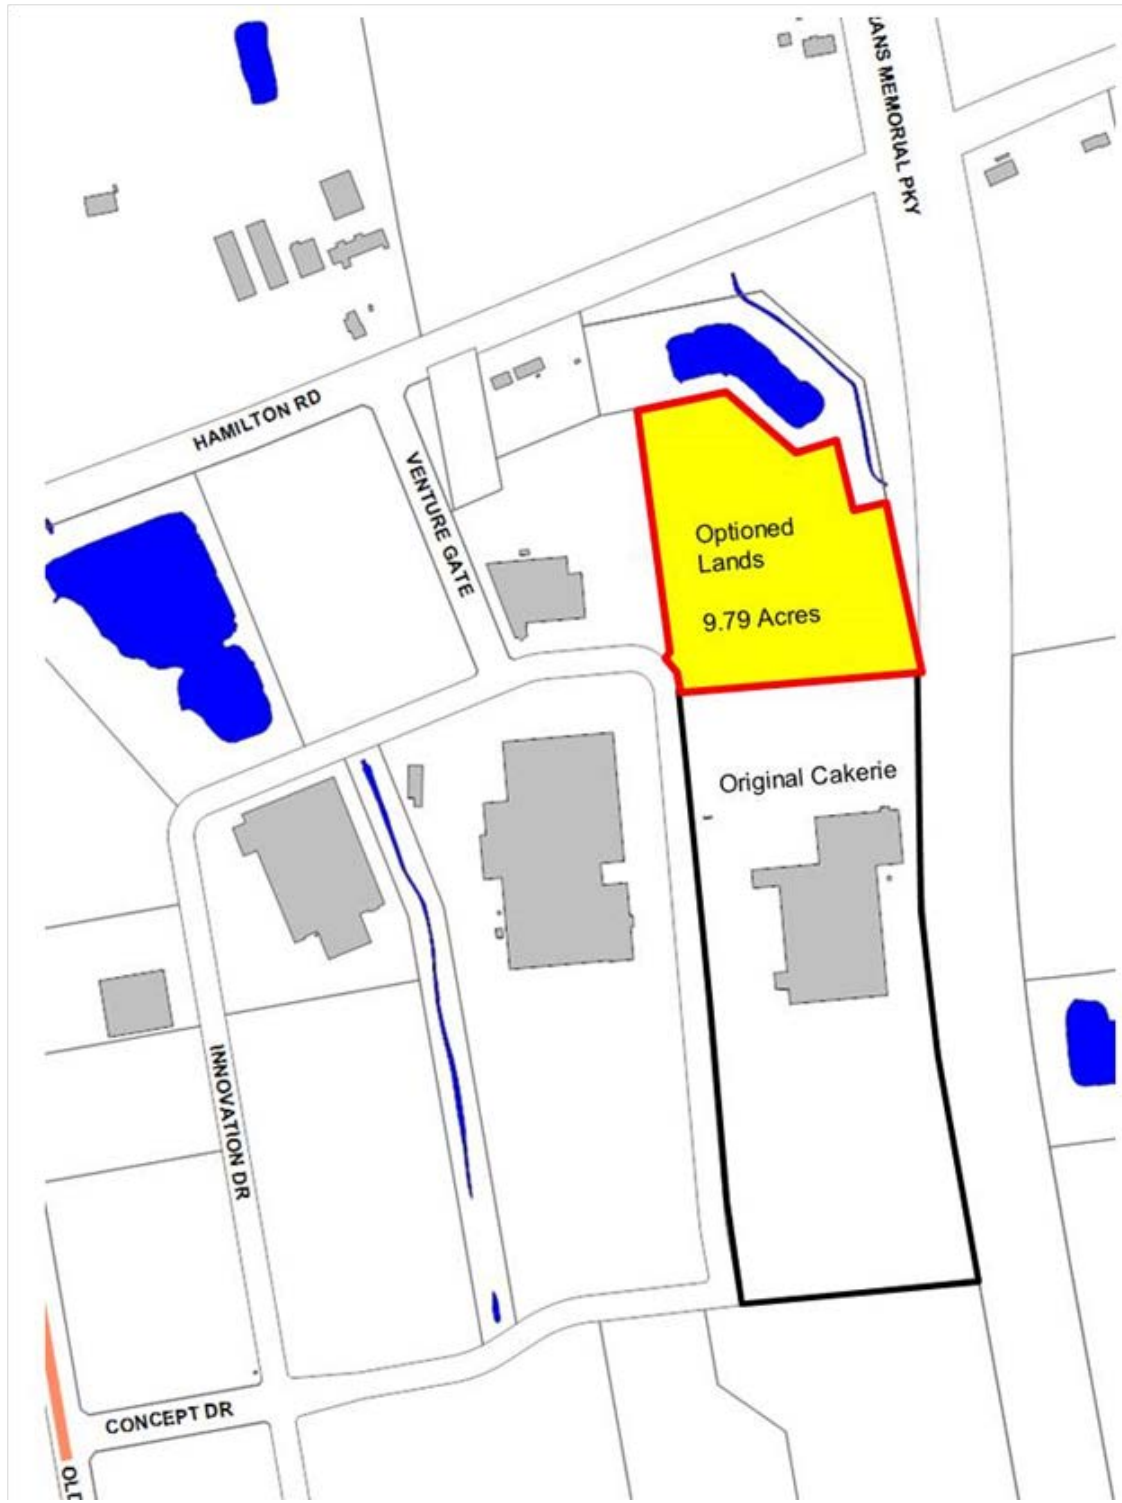 ANS MEMORIAL PKY
HAMILTON RD
VENTURE GATE
Optioned
Lands
9.79 Acres
Original Cakerie
INNOVATION DR
CONCEPT DR
OLD